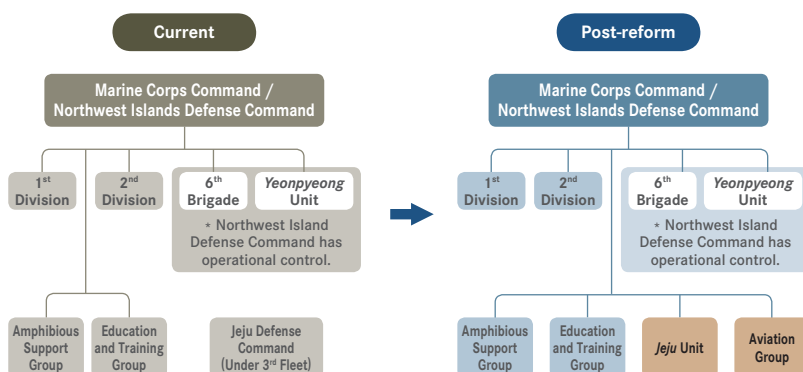 Current
Marine Corps Command /
Northwest Islands Defense Command
1st
Division
2nd
Division
6th
Brigade
Yeonpyeong
Unit
* Northwest Island
Defense Command has
operational control.
Amphibious
Support
Group
Education
and Training
Group
Jeju Defense
Command
(Under 3rd Fleet)
Post-reform
Marine Corps Command /
Northwest Islands Defense Command
1st
Division
2nd
Division
6th
Brigade
Yeonpyeong
Unit
* Northwest Island
Defense Command has
operational control.
Amphibious
Support
Group
Education
and Training
Group
Jeju Unit
Aviation
Group